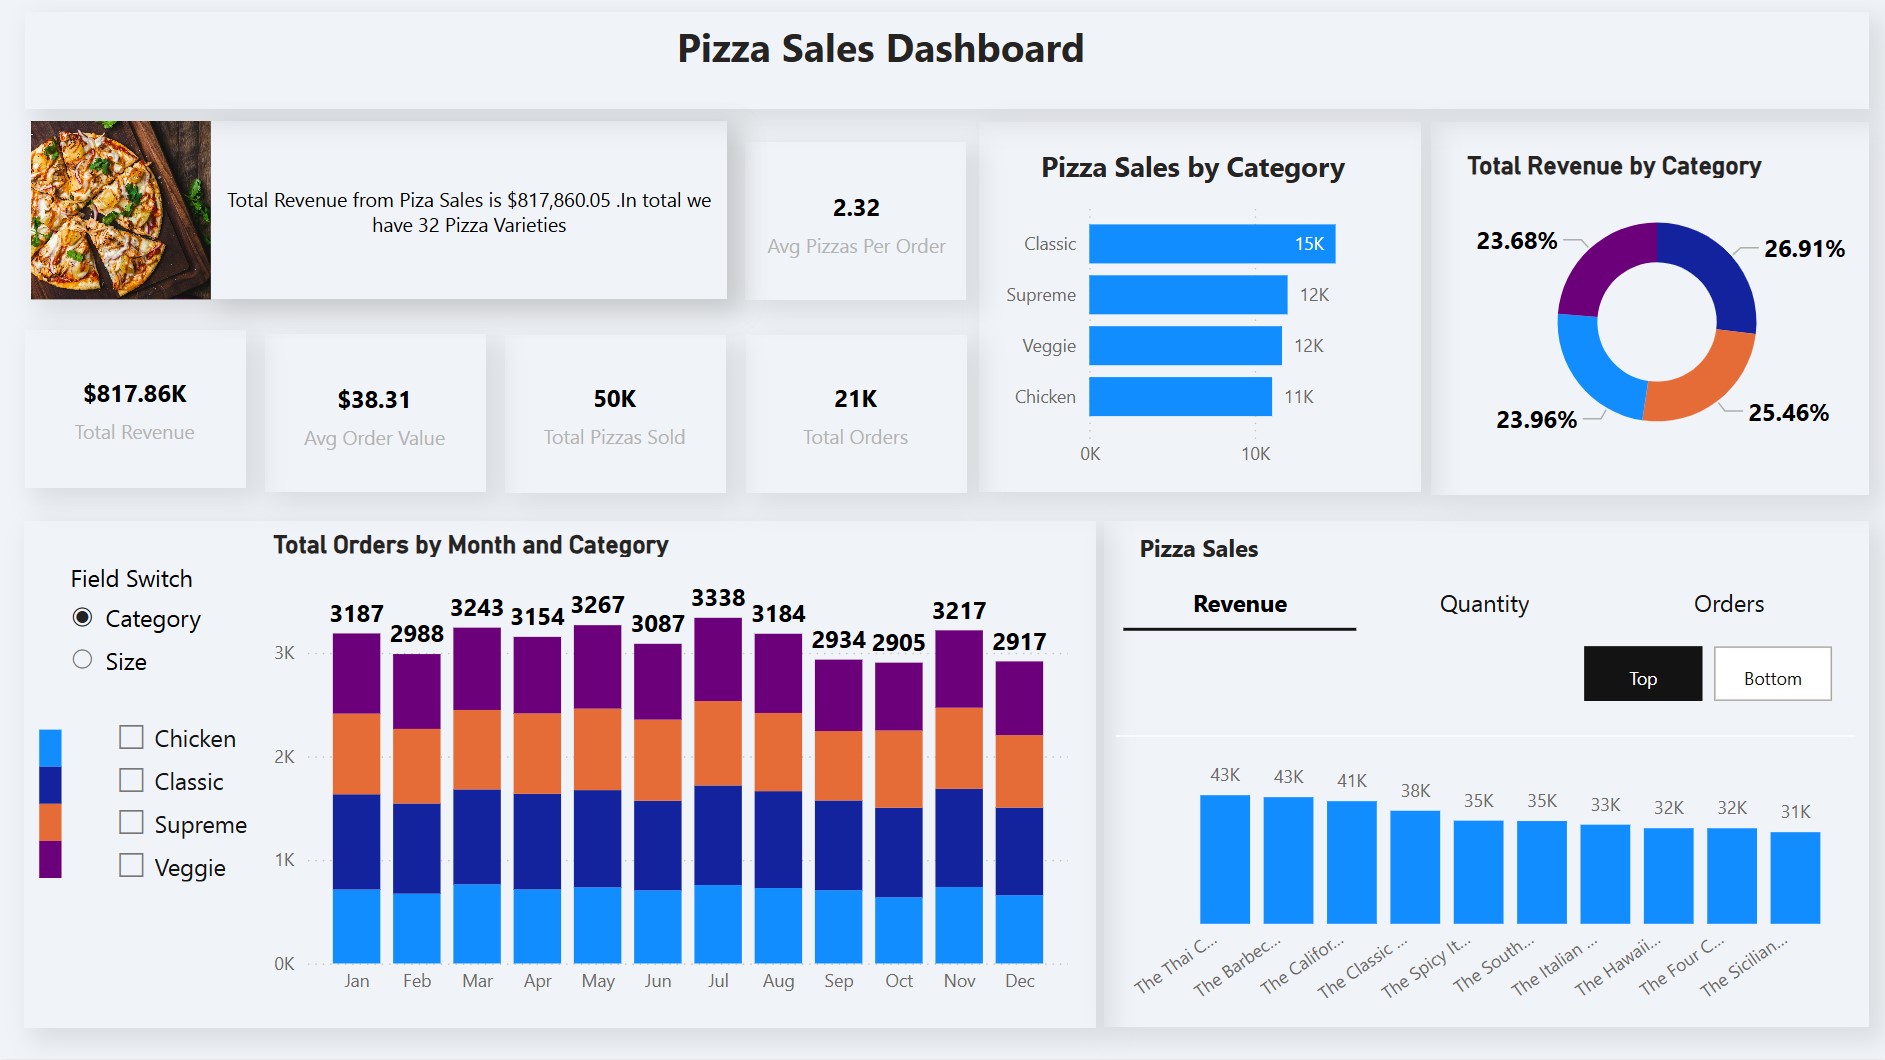 Pizza Sales Dashboard
Total Revenue from Piza Sales is $817,860.05 .In total we
have 32 Pizza Varieties
2.32
Avg Pizzas Per Order
$817.86K
Total Revenue
$38.31
Avg Order Value
50K
Total Pizzas Sold
21K
Total Orders
Pizza Sales by Category
Classic 15K
Supreme 12K
Veggie 12K
Chicken 11K
0K 10K
Total Revenue by Category
23.68% 26.91%
23.96% 25.46%
Field Switch
Category
Size
Chicken
Classic
Supreme
Veggie
Total Orders by Month and Category
3187 2988 3243 3154 3267 3087 3338 3184 2934 2905 3217 2917
3K
2K
1K
0K
Jan Feb Mar Apr May Jun Jul Aug Sep Oct Nov Dec
Pizza Sales
Revenue Quantity Orders
Top Bottom
43K 43K 41K 38K 35K 35K 33K 32K 32K 31K
The Thai C...
The Barbec...
The Califor...
The Classic ...
The Spicy It...
The South...
The Italian ...
The Hawaii...
The Four C...
The Sicilian...